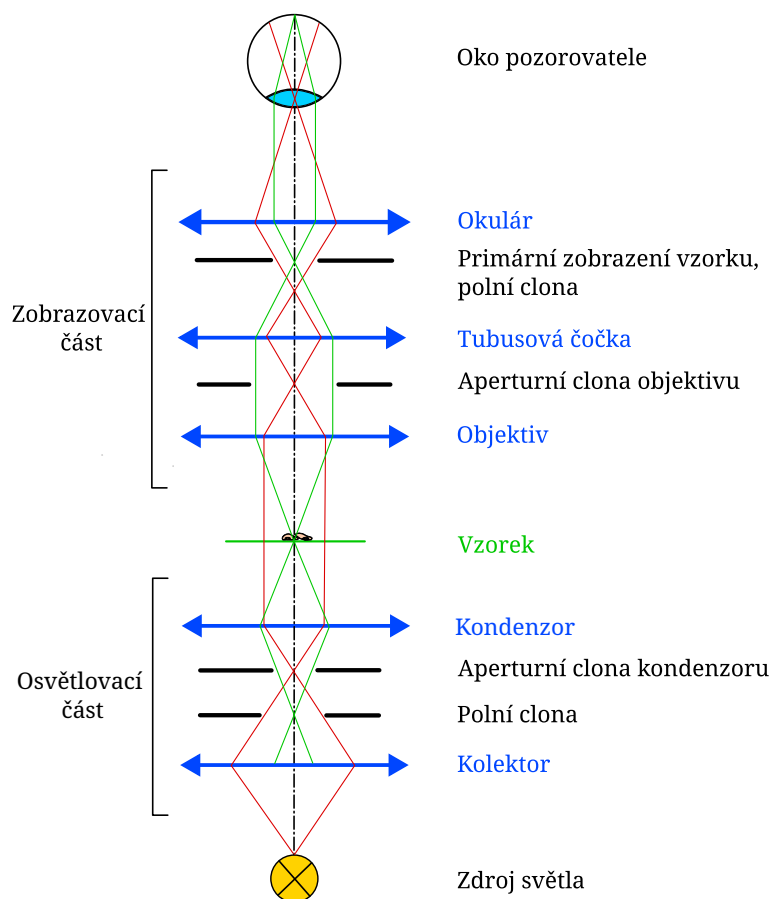 Oko pozorovatele
Okulár
Primární zobrazení vzorku,
polní clona
Zobrazovací
část
Tubusová čočka
Aperturní clona objektivu
Objektiv
Vzorek
Kondenzor
Aperturní clona kondenzoru
Osvětlovací
část
Polní clona
Kolektor
Zdroj světla